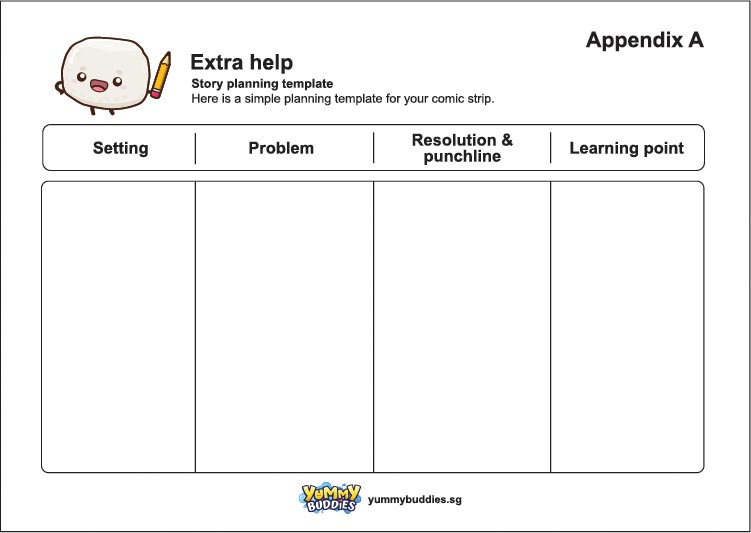 Appendix A
Extra help
Story planning template
Here is a simple planning template for your comic strip.
Setting
Problem
Resolution &
punchline
Learning point
YUMMY
BUDDIES
yummybuddies.sg